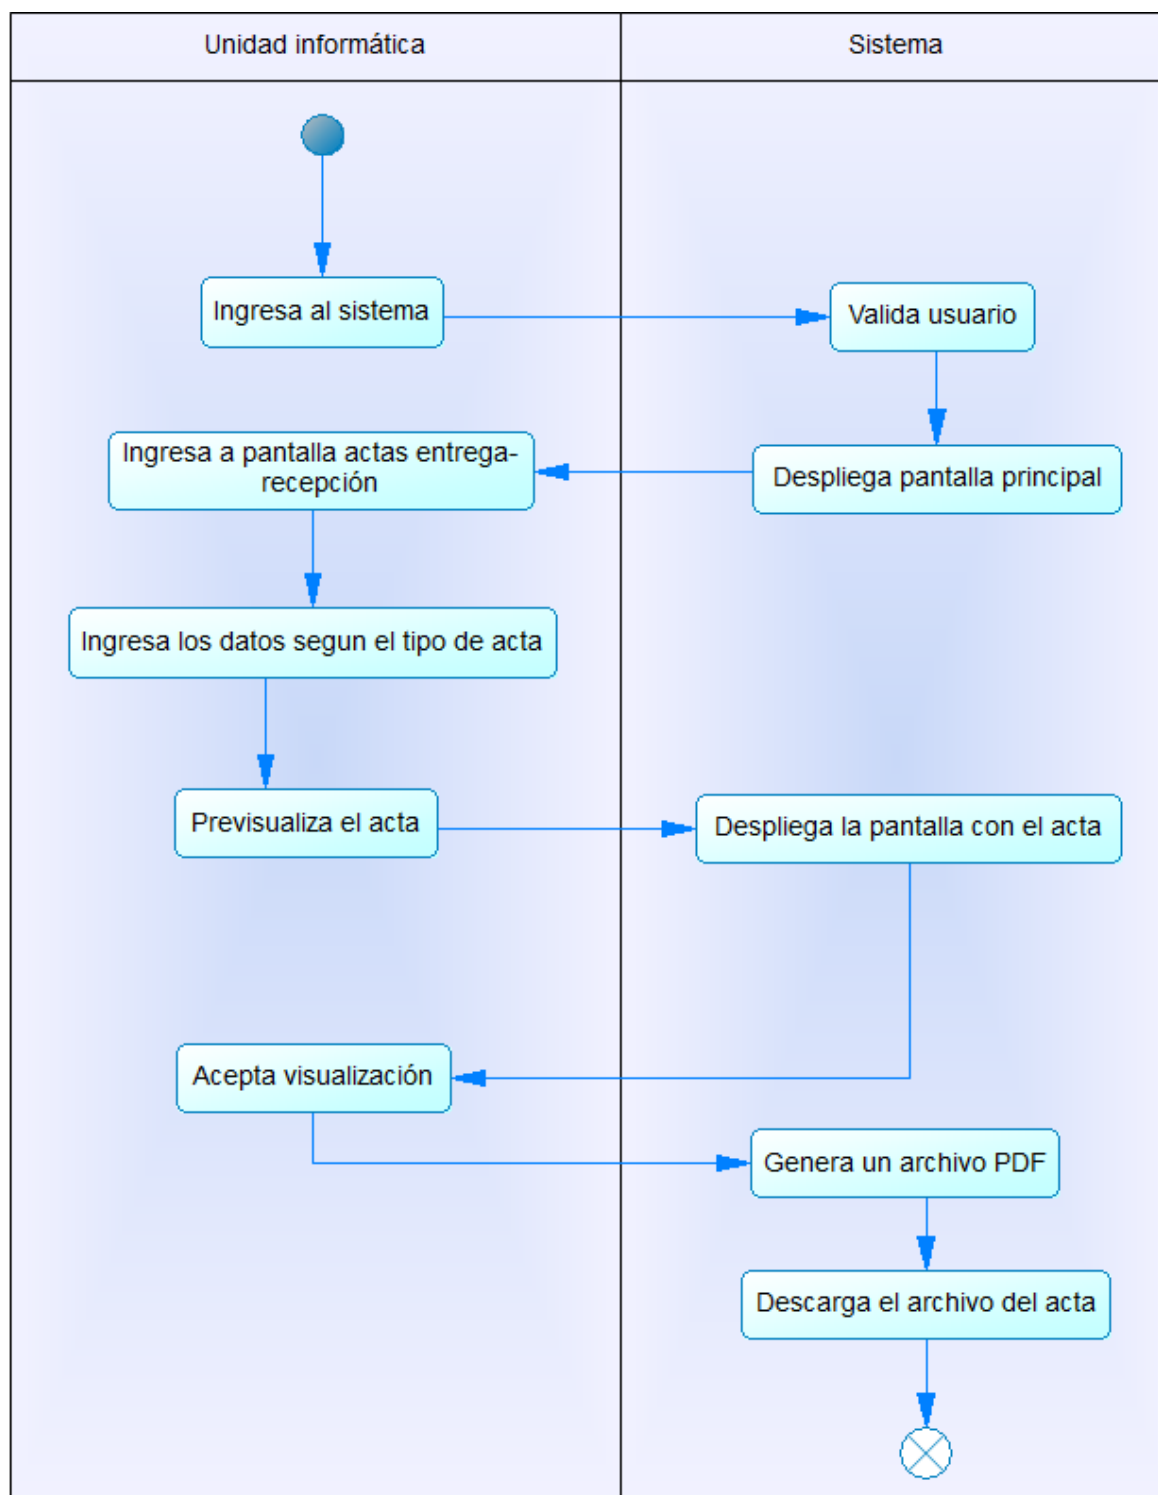 Unidad informática
Sistema
Ingresa al sistema
Valida usuario
Ingresa a pantalla actas entrega-
recepción
Despliega pantalla principal
Ingresa los datos segun el tipo de acta
Previsualiza el acta
Despliega la pantalla con el acta
Acepta visualización
Genera un archivo PDF
Descarga el archivo del acta